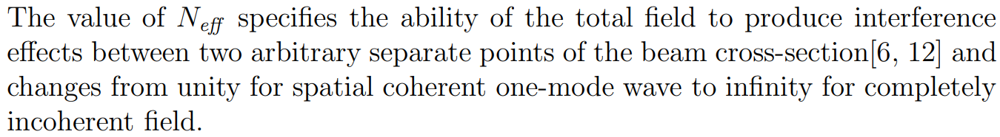 The value of N_eff specifies the ability of the total field to produce interference
effects between two arbitrary separate points of the beam cross-section[6, 12] and
changes from unity for spatial coherent one-mode wave to infinity for completely
incoherent field.